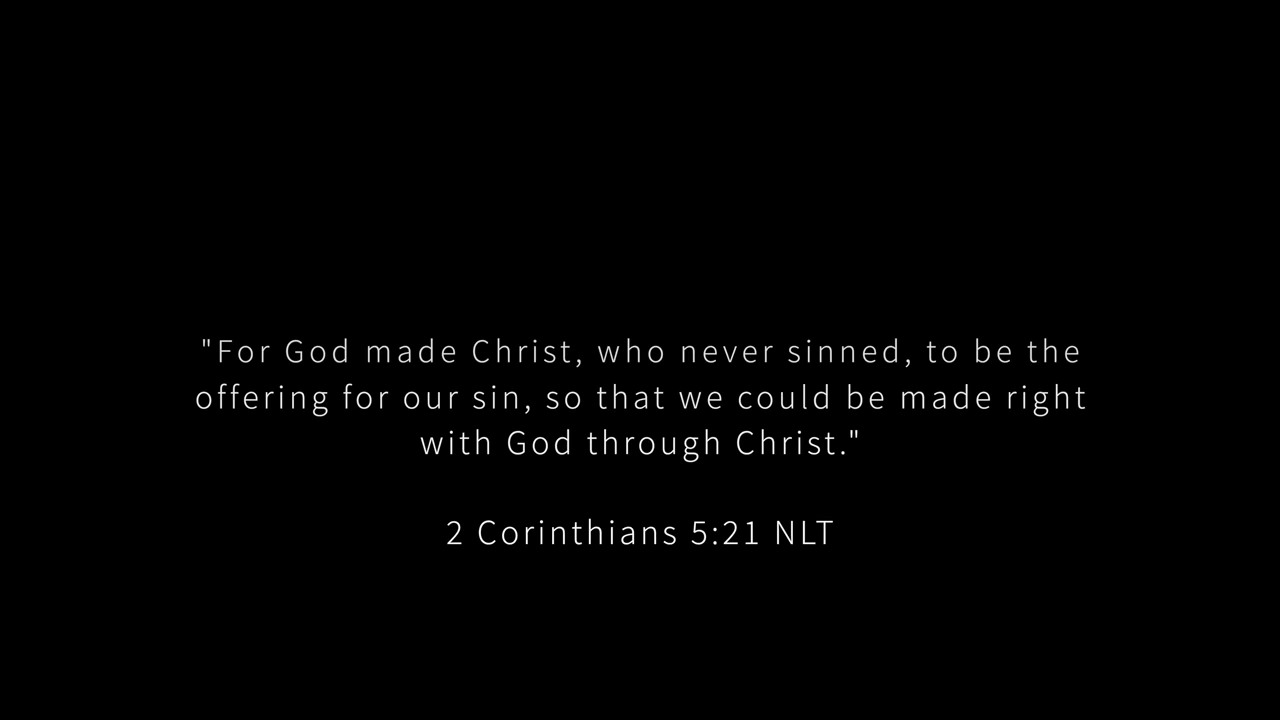 "For God made Christ, who never sinned, to be the
offering for our sin, so that we could be made right
with God through Christ."
2 Corinthians 5:21 NLT